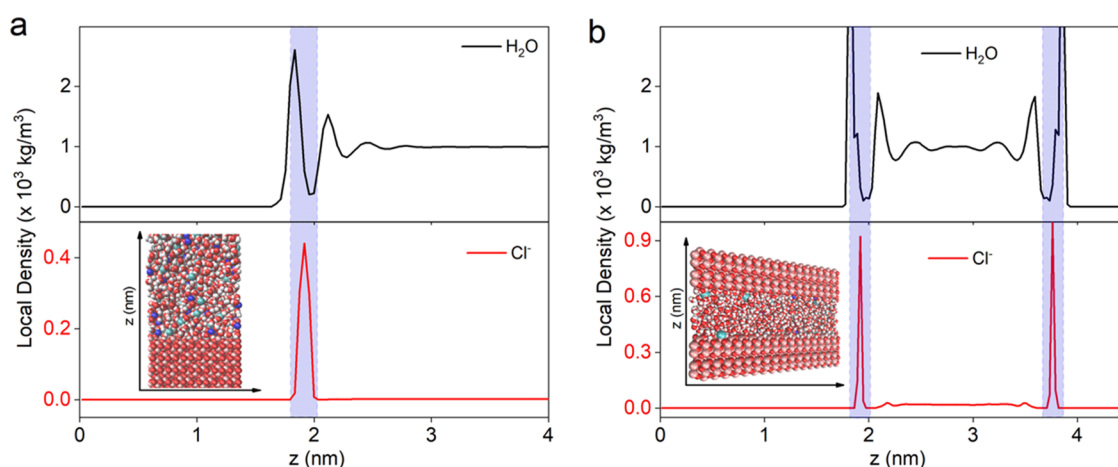 a
H₂O
2
1
0
Local Density (x 10³ kg/m³)
Cl⁻
0.4
0.2
0.0
z (nm)
0 1 2 3 4
z (nm)
b
H₂O
2
1
0
Local Density (x 10³ kg/m³)
Cl⁻
0.9
0.6
0.3
0.0
z (nm)
0 1 2 3 4
z (nm)